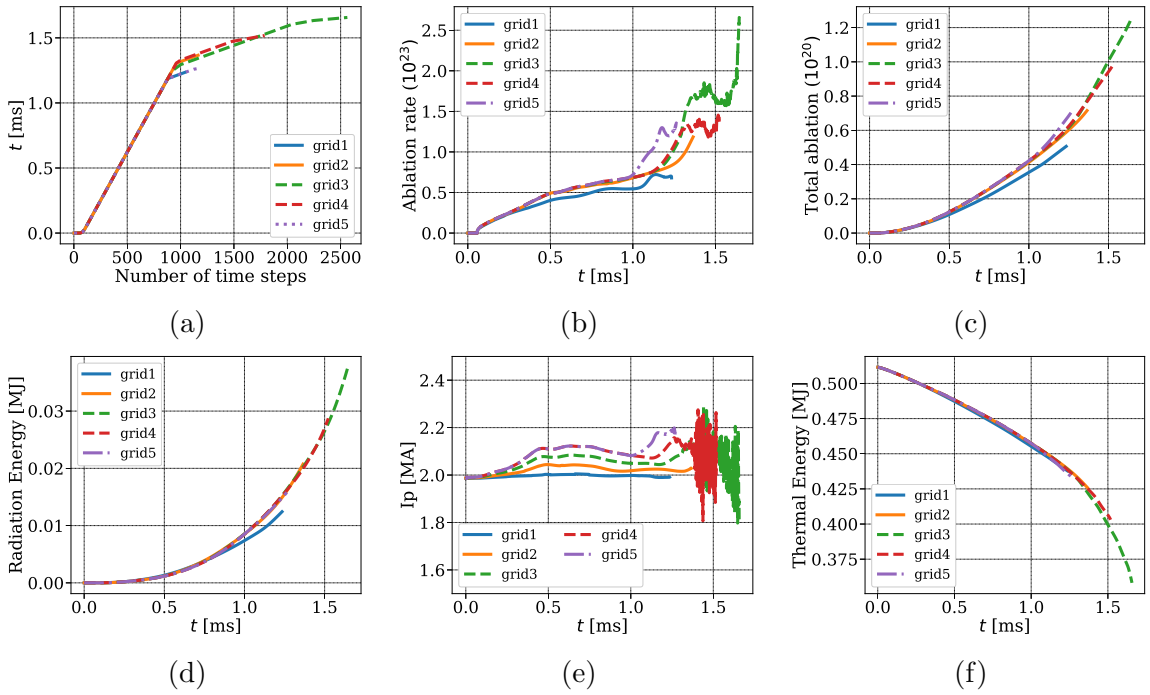 t [ms]
1.5
1.0
0.5
0.0
0
500
1000
1500
2000
2500
Number of time steps
grid1
grid2
grid3
grid4
grid5
(a)
Ablation rate (10²³)
2.5
2.0
1.5
1.0
0.5
0.0
0.0
0.5
1.0
1.5
t [ms]
grid1
grid2
grid3
grid4
grid5
(b)
Total ablation (10²⁰)
1.2
1.0
0.8
0.6
0.4
0.2
0.0
0.0
0.5
1.0
1.5
t [ms]
grid1
grid2
grid3
grid4
grid5
(c)
Radiation Energy [MJ]
0.03
0.02
0.01
0.00
0.0
0.5
1.0
1.5
t [ms]
grid1
grid2
grid3
grid4
grid5
(d)
Ip [MA]
2.4
2.2
2.0
1.8
1.6
0.0
0.5
1.0
1.5
t [ms]
grid1
grid2
grid3
grid4
grid5
(e)
Thermal Energy [MJ]
0.500
0.475
0.450
0.425
0.400
0.375
0.0
0.5
1.0
1.5
t [ms]
grid1
grid2
grid3
grid4
grid5
(f)